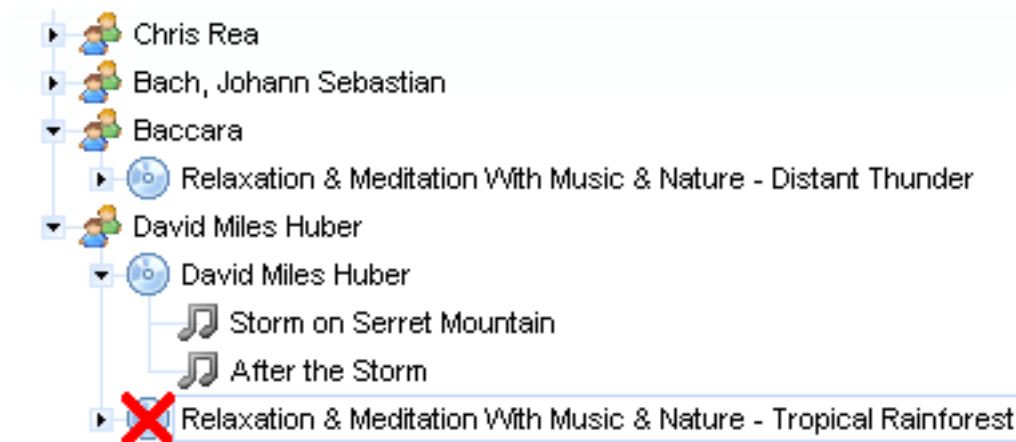 Chris Rea
Bach, Johann Sebastian
Baccara
Relaxation & Meditation With Music & Nature - Distant Thunder
David Miles Huber
David Miles Huber
Storm on Serret Mountain
After the Storm
Relaxation & Meditation With Music & Nature - Tropical Rainforest